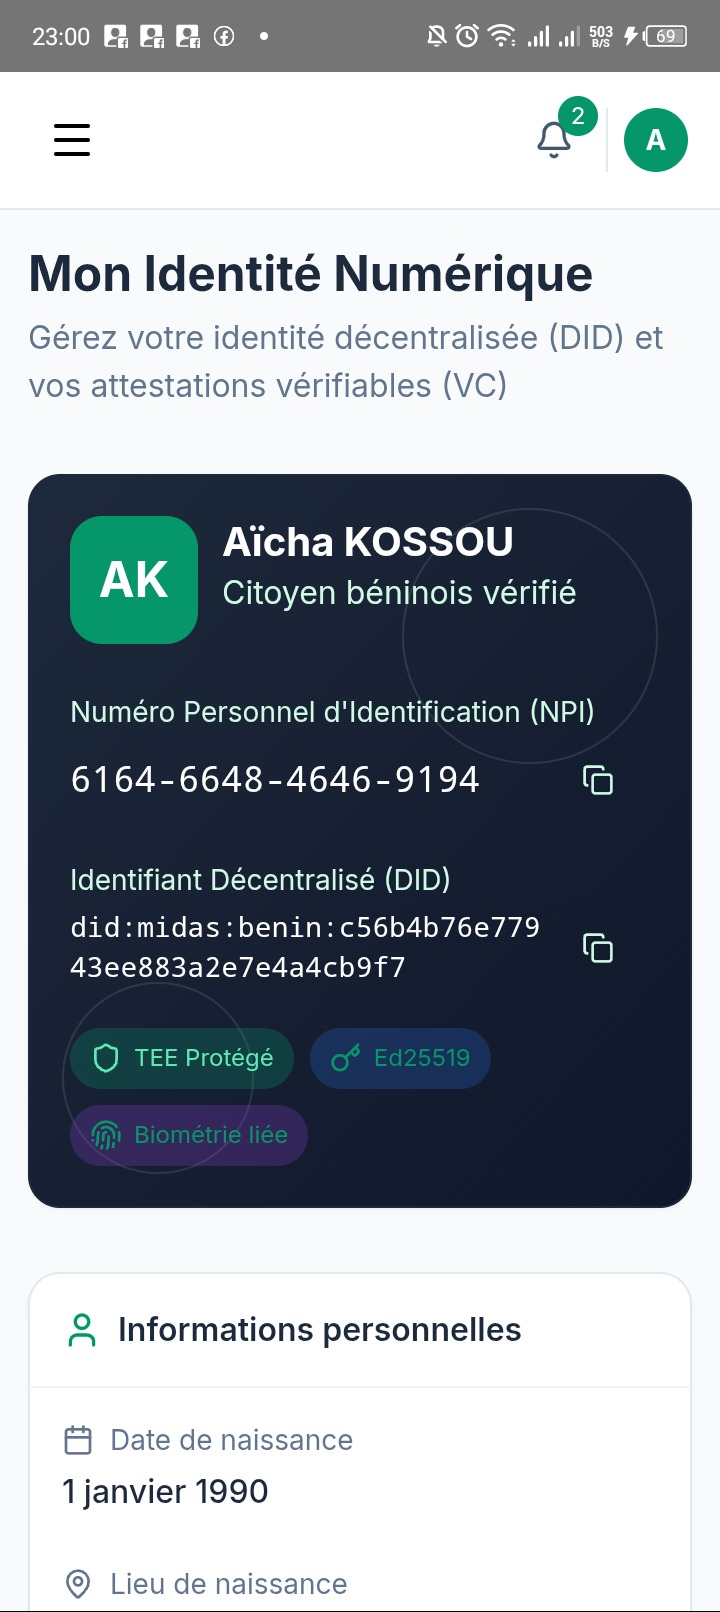 23:00
503
B/S
69
2
A
Mon Identité Numérique
Gérez votre identité décentralisée (DID) et
vos attestations vérifiables (VC)
AK
Aïcha KOSSOU
Citoyen béninois vérifié
Numéro Personnel d'Identification (NPI)
6164-6648-4646-9194
Identifiant Décentralisé (DID)
did:midas:benin:c56b4b76e779
43ee883a2e7e4a4cb9f7
TEE Protégé
Ed25519
Biométrie liée
Informations personnelles
Date de naissance
1 janvier 1990
Lieu de naissance